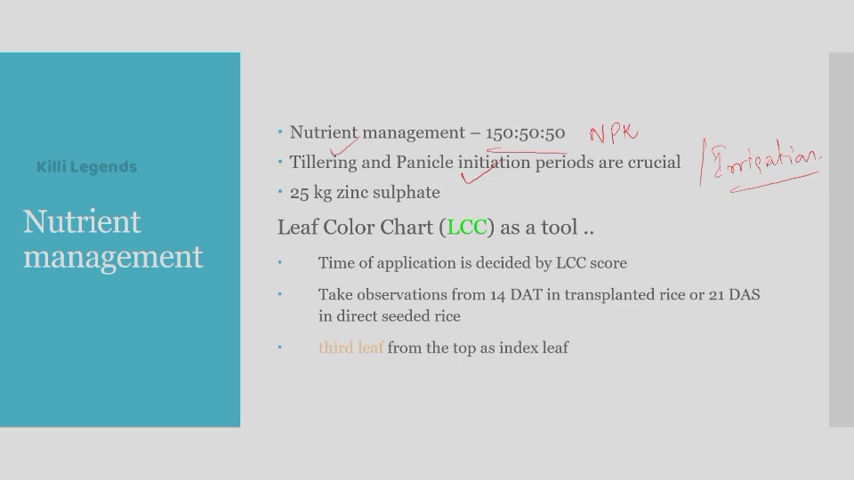 Killi Legends
Nutrient
management
• Nutrient management – 150:50:50 NPK
• Tillering and Panicle initiation periods are crucial / Irrigation.
• 25 kg zinc sulphate
Leaf Color Chart (LCC) as a tool ..
• Time of application is decided by LCC score
• Take observations from 14 DAT in transplanted rice or 21 DAS
in direct seeded rice
• third leaf from the top as index leaf